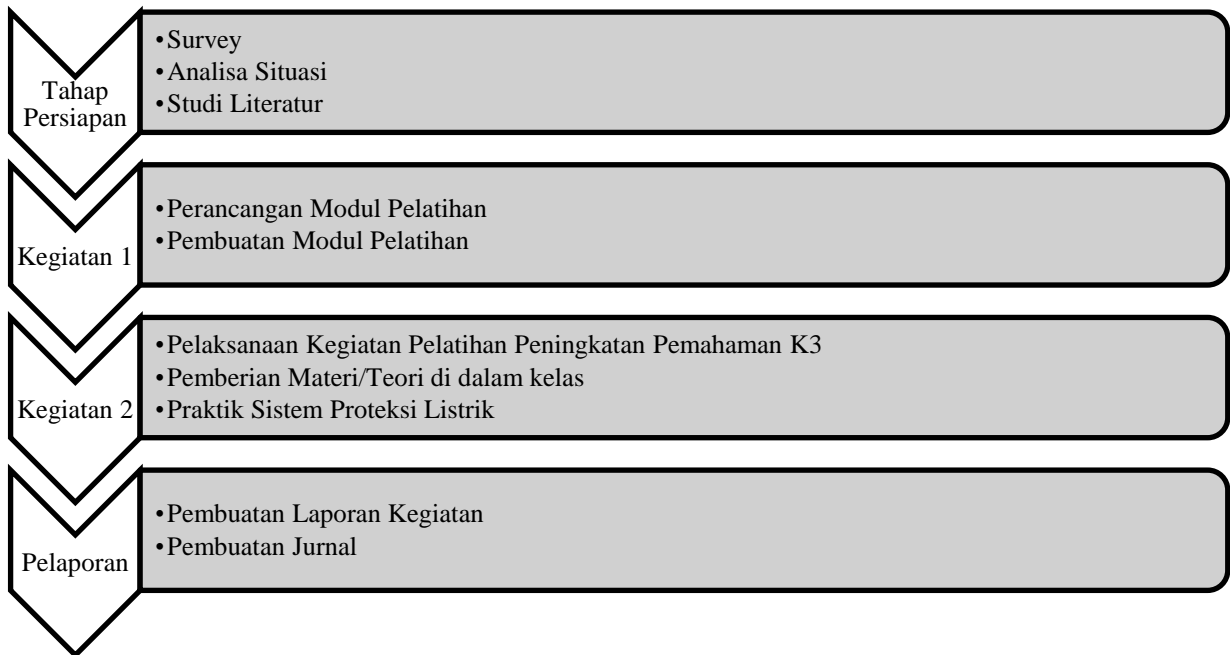 Tahap
Persiapan
•Survey
•Analisa Situasi
•Studi Literatur
Kegiatan 1
•Perancangan Modul Pelatihan
•Pembuatan Modul Pelatihan
Kegiatan 2
•Pelaksanaan Kegiatan Pelatihan Peningkatan Pemahaman K3
•Pemberian Materi/Teori di dalam kelas
•Praktik Sistem Proteksi Listrik
Pelaporan
•Pembuatan Laporan Kegiatan
•Pembuatan Jurnal